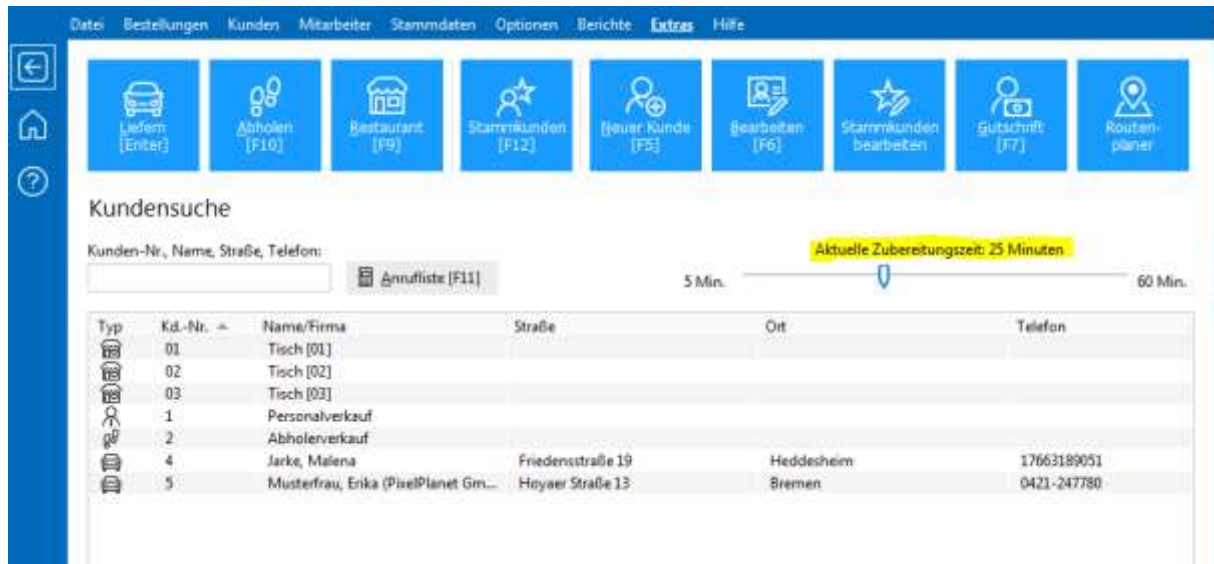 Datei Bestellungen Kunden Mitarbeiter Stammdaten Optionen Berichte Extras Hilfe
Liefern Abholen Restaurant Stammkunden Neuer Kunde Bearbeiten Stammkunden Gutschrift Routen-
[Enter] [F10] [F9] [F12] [F5] [F6] bearbeiten [F7] planer
Kundensuche
Kunden-Nr., Name, Straße, Telefon: Aktuelle Zubereitungszeit: 25 Minuten
Anrufliste [F11] 5 Min. 60 Min.
Typ Kd.-Nr. Name/Firma Straße Ort Telefon
01 Tisch [01]
02 Tisch [02]
03 Tisch [03]
1 Personalverkauf
2 Abholerverkauf
4 Jarke, Malena Friedensstraße 19 Heddesheim 17663189051
5 Musterfrau, Erika (PixelPlanet Gm... Hoyaer Straße 13 Bremen 0421-247780